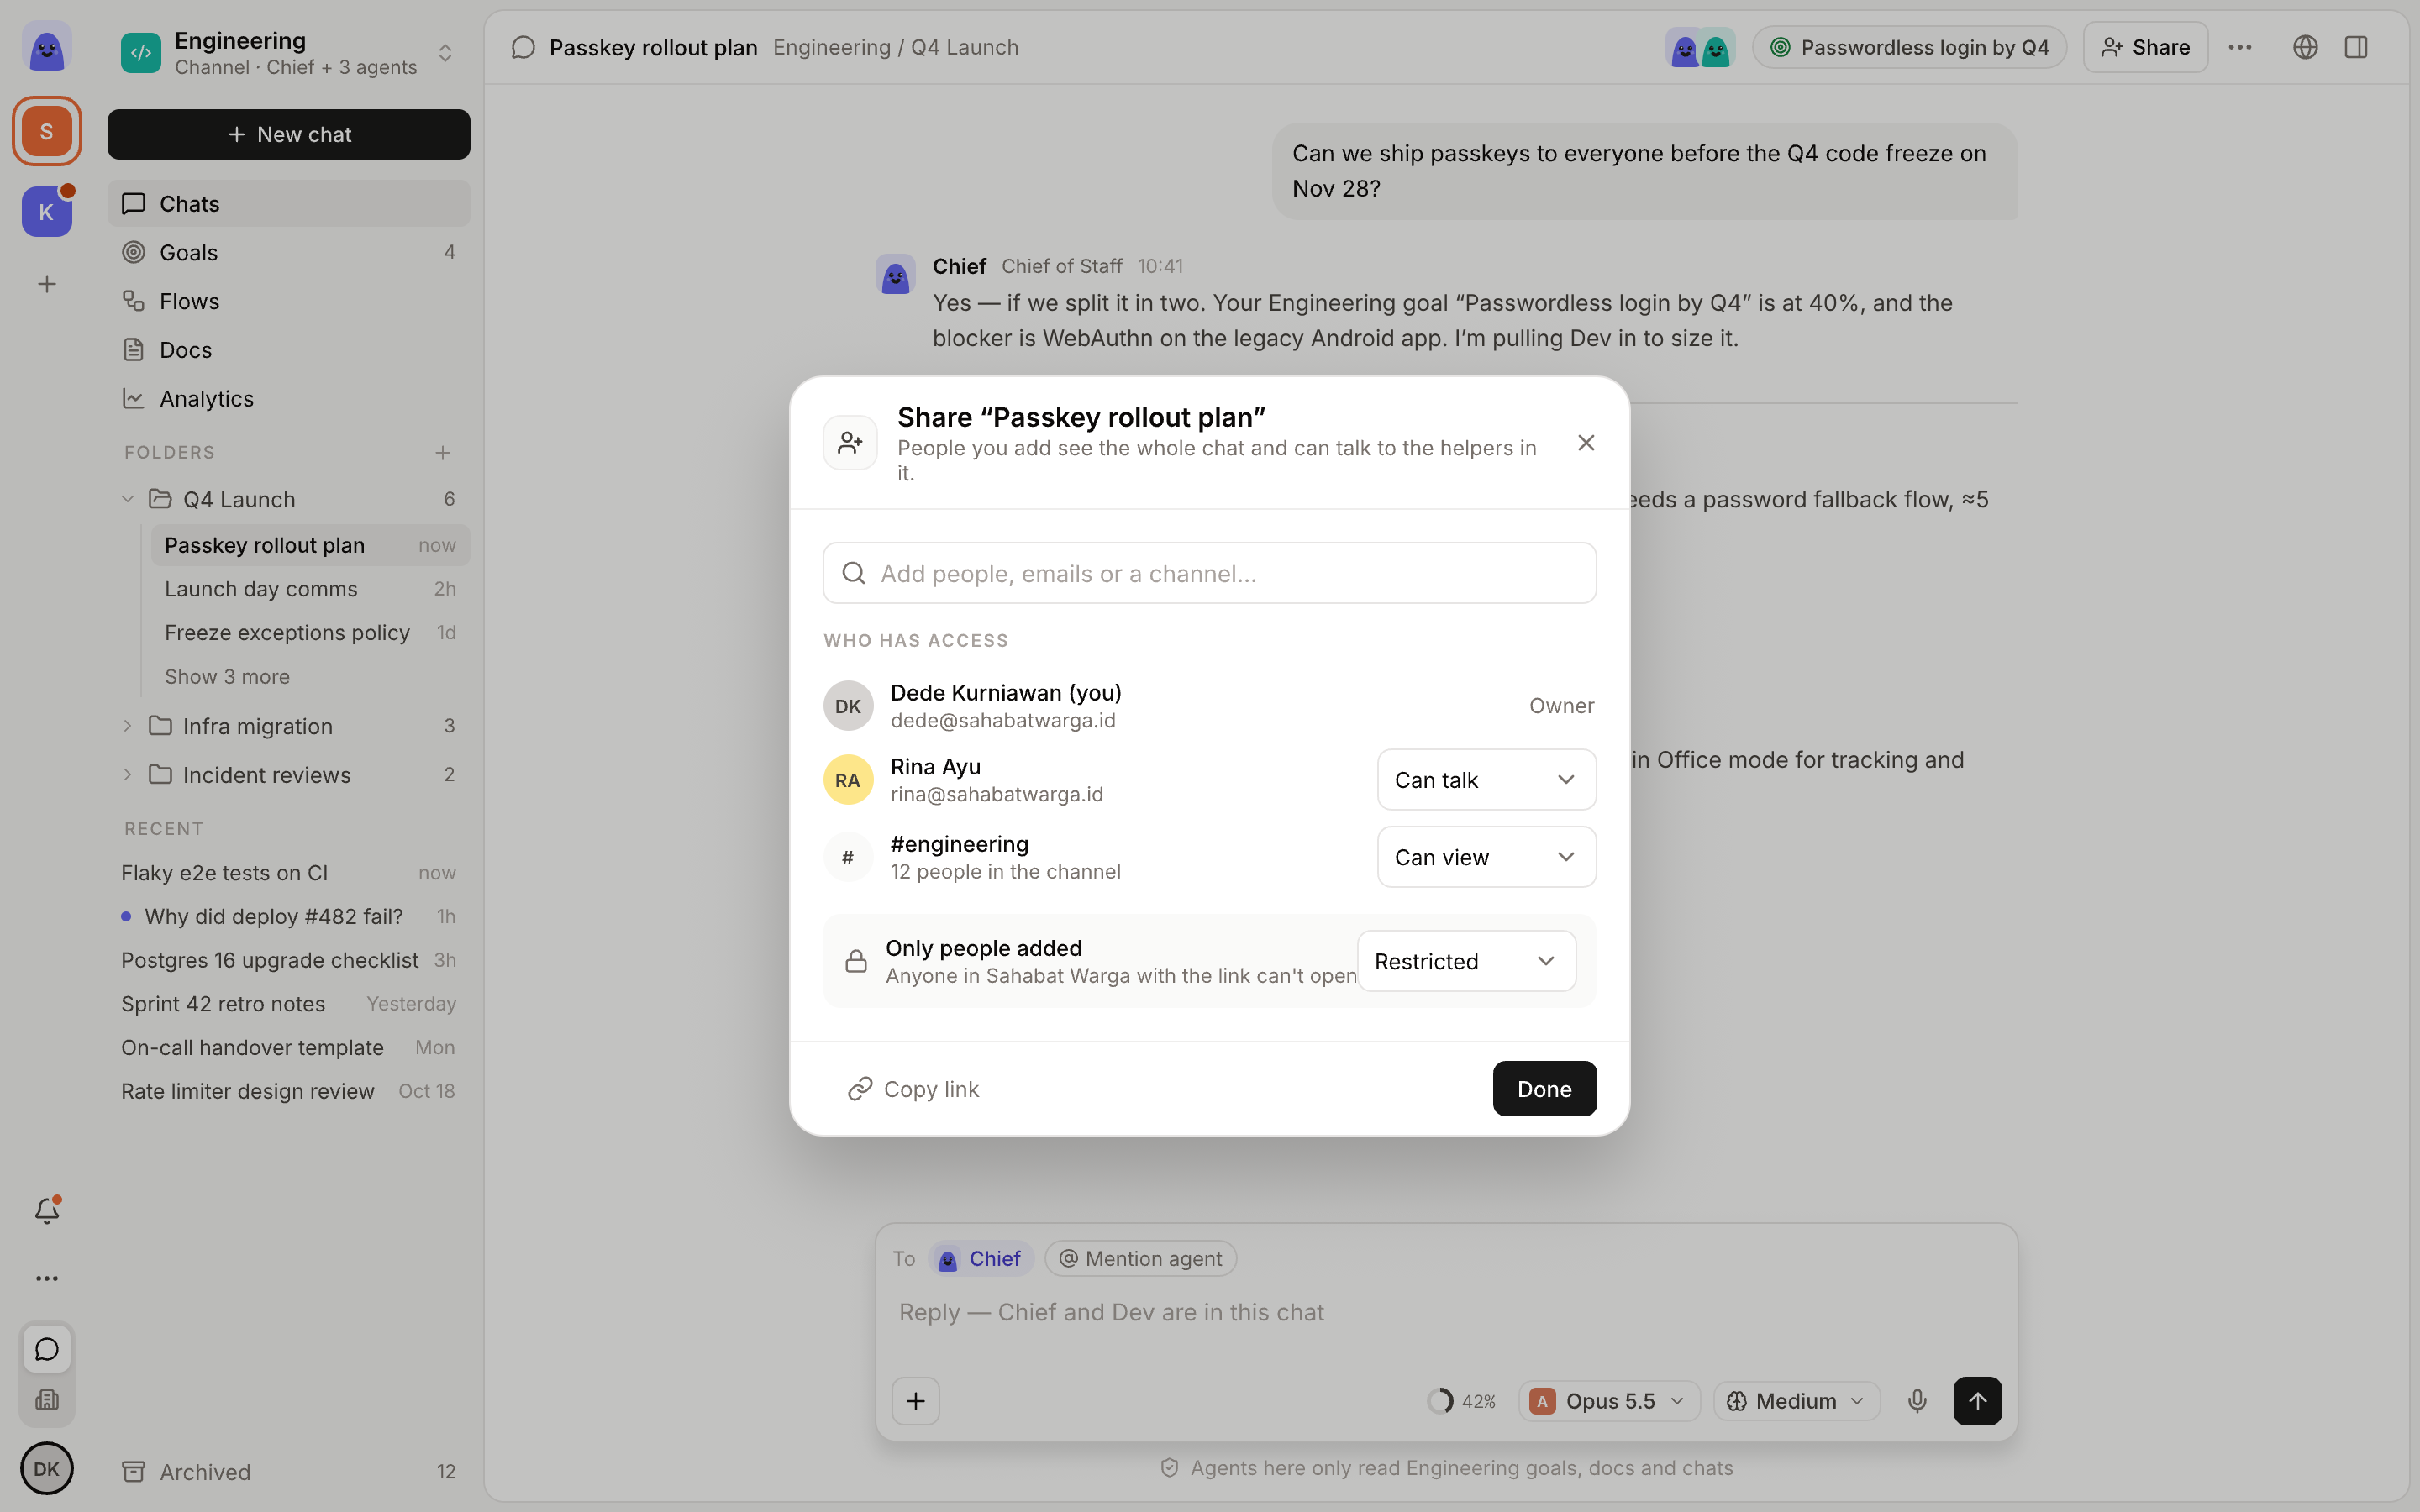 Engineering
Channel · Chief + 3 agents
S
K
New chat
Chats
Goals 4
Flows
Docs
Analytics
FOLDERS
Q4 Launch 6
Passkey rollout plan now
Launch day comms 2h
Freeze exceptions policy 1d
Show 3 more
Infra migration 3
Incident reviews 2
RECENT
Flaky e2e tests on CI now
Why did deploy #482 fail? 1h
Postgres 16 upgrade checklist 3h
Sprint 42 retro notes Yesterday
On-call handover template Mon
Rate limiter design review Oct 18
DK
Archived 12
Passkey rollout plan Engineering / Q4 Launch
Passwordless login by Q4
Share
Can we ship passkeys to everyone before the Q4 code freeze on
Nov 28?
Chief Chief of Staff 10:41
Yes — if we split it in two. Your Engineering goal “Passwordless login by Q4” is at 40%, and the
blocker is WebAuthn on the legacy Android app. I’m pulling Dev in to size it.
eeds a password fallback flow, ≈5
in Office mode for tracking and
Share “Passkey rollout plan”
People you add see the whole chat and can talk to the helpers in
it.
Add people, emails or a channel...
WHO HAS ACCESS
DK
Dede Kurniawan (you)
dede@sahabatwarga.id
Owner
RA
Rina Ayu
rina@sahabatwarga.id
Can talk
#
#engineering
12 people in the channel
Can view
Only people added
Anyone in Sahabat Warga with the link can't open
Restricted
Copy link
Done
To Chief @ Mention agent
Reply — Chief and Dev are in this chat
42%
A Opus 5.5
Medium
Agents here only read Engineering goals, docs and chats